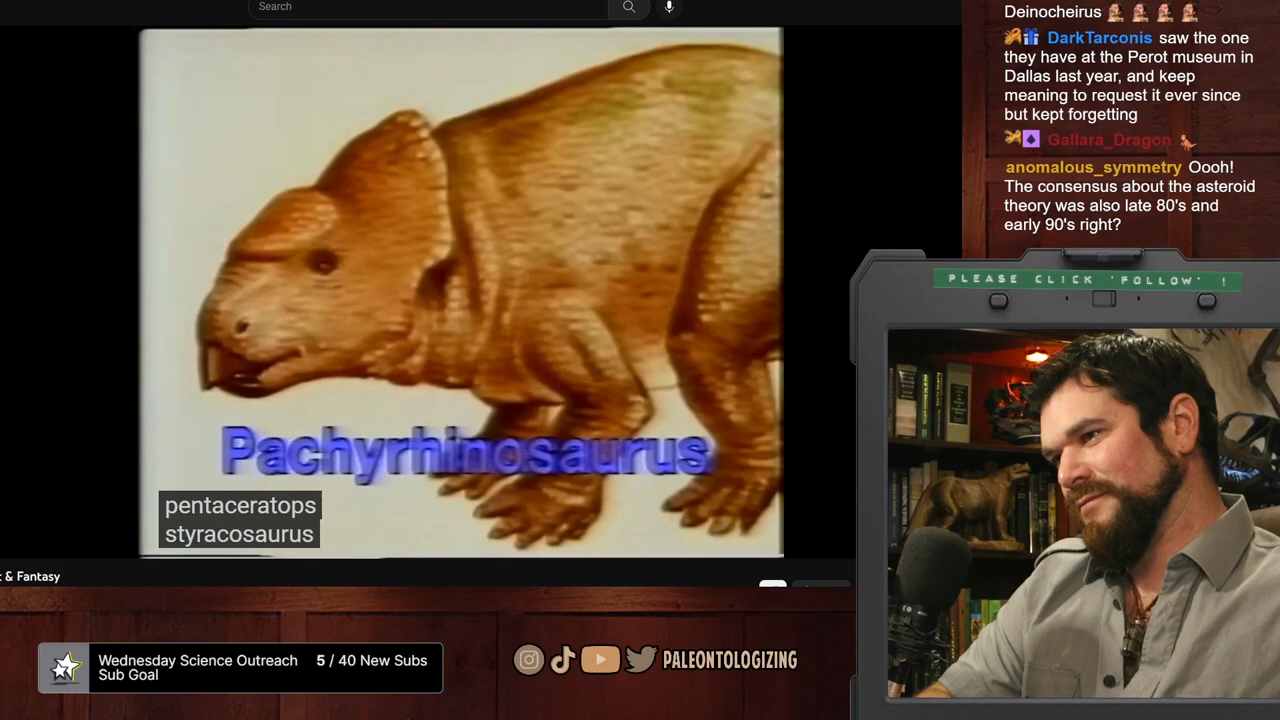 Search
Pachyrhinosaurus
pentaceratops
styracosaurus
& Fantasy
Wednesday Science Outreach
Sub Goal
5 / 40 New Subs
PALEONTOLOGIZING
Deinocheirus
DarkTarconis saw the one
they have at the Perot museum in
Dallas last year, and keep
meaning to request it ever since
but kept forgetting
Gallara_Dragon
anomalous_symmetry Oooh!
The consensus about the asteroid
theory was also late 80's and
early 90's right?
PLEASE CLICK "FOLLOW" !